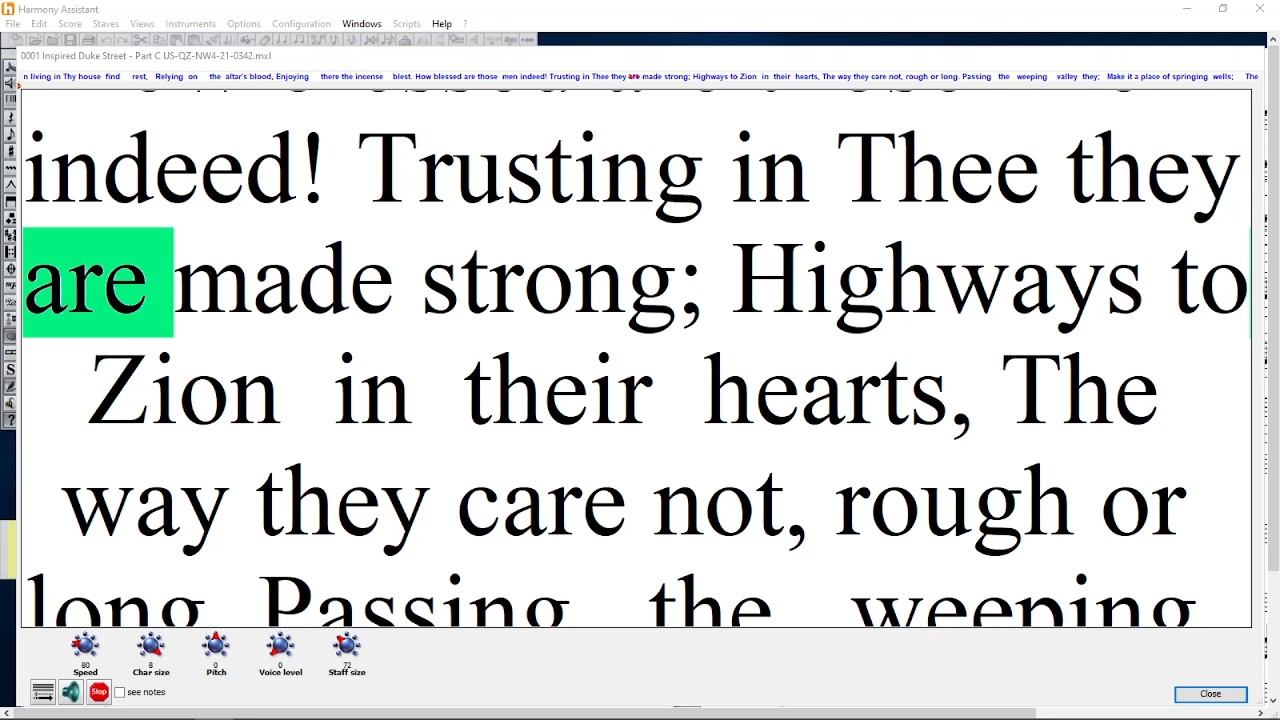 Harmony Assistant
File Edit Score Staves Views Instruments Options Configuration Windows Scripts Help ?
0001 Inspired Duke Street - Part C US-QZ-NW4-21-0342.mxl
n living in Thy house find rest, Relying on the altar's blood, Enjoying there the incense blest. How blessed are those men indeed! Trusting in Thee they are made strong; Highways to Zion in their hearts, The way they care not, rough or long. Passing the weeping valley they; Make it a place of springing wells; The
indeed! Trusting in Thee they
are made strong; Highways to
Zion in their hearts, The
way they care not, rough or
long. Passing the weeping
80 8 0 0 72
Speed Char size Pitch Voice level Staff size
Stop see notes Close